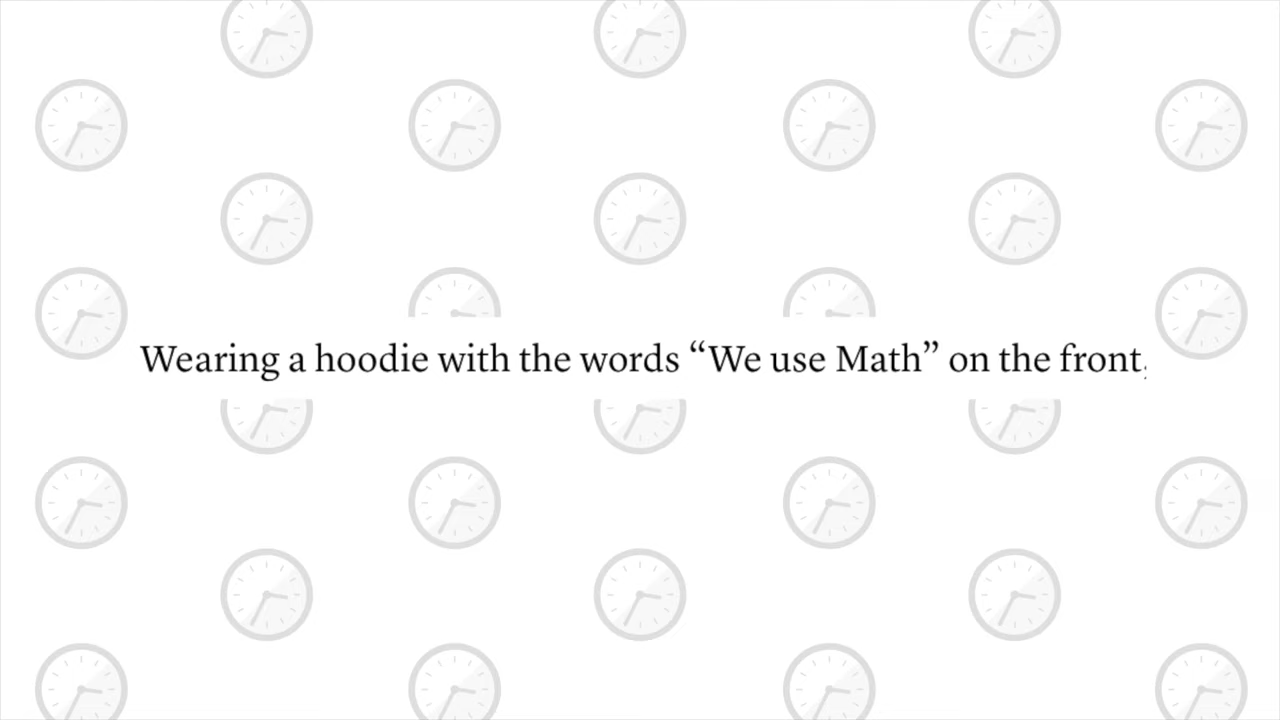 Wearing a hoodie with the words “We use Math” on the front,